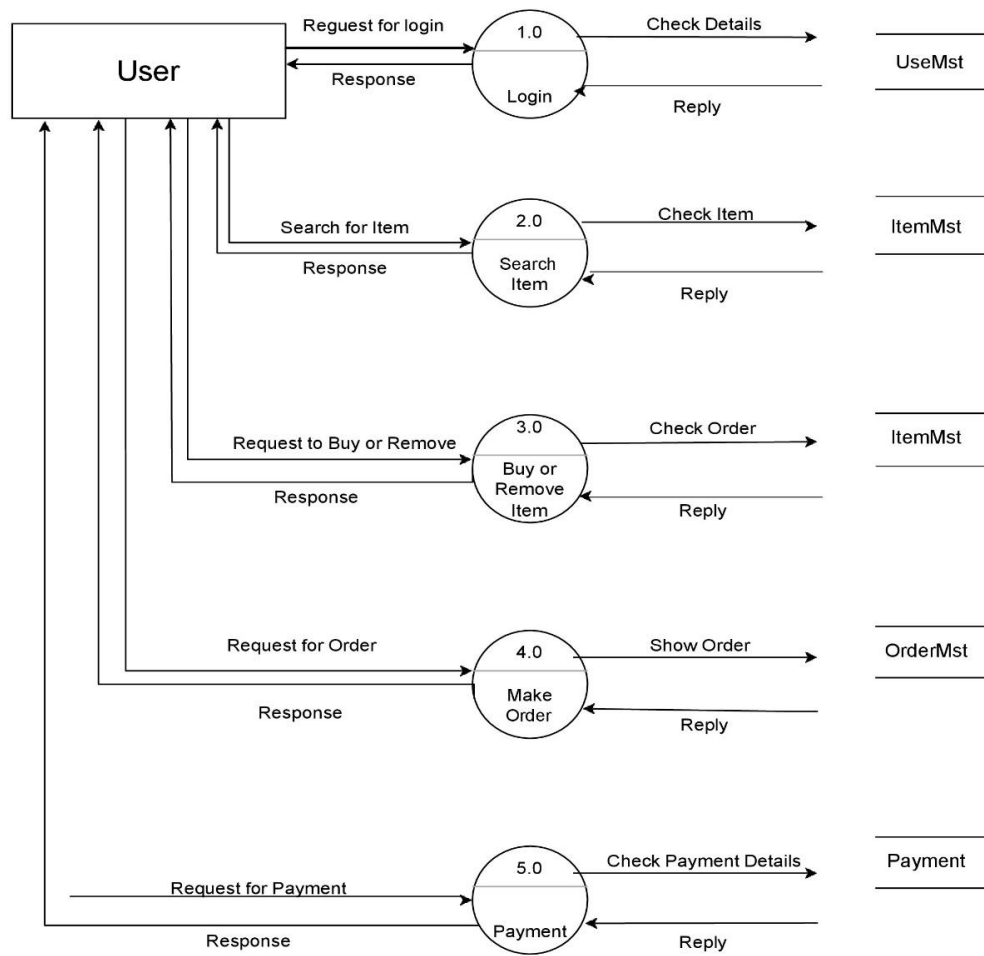 Reguest for login
1.0
Check Details
User
UseMst
Response
Login
Reply
Search for Item
2.0
Check Item
ItemMst
Response
Search
Item
Reply
Request to Buy or Remove
3.0
Check Order
ItemMst
Response
Buy or
Remove
Item
Reply
Request for Order
4.0
Show Order
OrderMst
Response
Make
Order
Reply
Request for Payment
5.0
Check Payment Details
Payment
Response
Payment
Reply